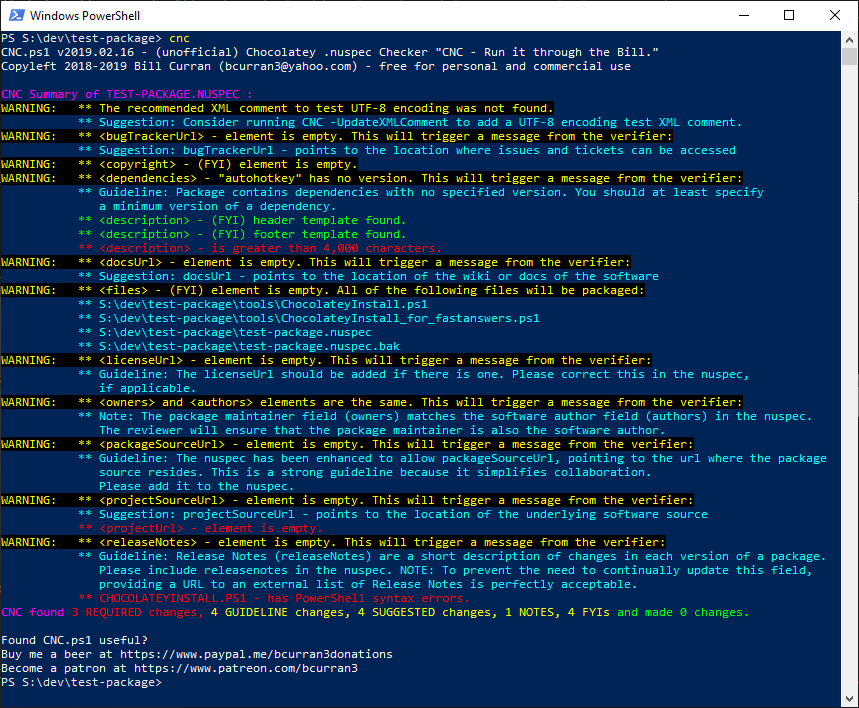 Windows PowerShell
PS S:\dev\test-package> cnc
CNC.ps1 v2019.02.16 - (unofficial) Chocolatey .nuspec Checker "CNC - Run it through the Bill."
Copyleft 2018-2019 Bill Curran (bcurran3@yahoo.com) - free for personal and commercial use
CNC Summary of TEST-PACKAGE.NUSPEC :
WARNING:   ** The recommended XML comment to test UTF-8 encoding was not found.
** Suggestion: Consider running CNC -UpdateXMLComment to add a UTF-8 encoding test XML comment.
WARNING:   ** <bugTrackerUrl> - element is empty. This will trigger a message from the verifier:
** Suggestion: bugTrackerUrl - points to the location where issues and tickets can be accessed
WARNING:   ** <copyright> - (FYI) element is empty.
WARNING:   ** <dependencies> - "autohotkey" has no version. This will trigger a message from the verifier:
** Guideline: Package contains dependencies with no specified version. You should at least specify
a minimum version of a dependency.
** <description> - (FYI) header template found.
** <description> - (FYI) footer template found.
** <description> - is greater than 4,000 characters.
WARNING:   ** <docsUrl> - element is empty. This will trigger a message from the verifier:
** Suggestion: docsUrl - points to the location of the wiki or docs of the software
WARNING:   ** <files> - (FYI) element is empty. All of the following files will be packaged:
** S:\dev\test-package\tools\ChocolateyInstall.ps1
** S:\dev\test-package\tools\ChocolateyInstall_for_fastanswers.ps1
** S:\dev\test-package\test-package.nuspec
** S:\dev\test-package\test-package.nuspec.bak
WARNING:   ** <licenseUrl> - element is empty. This will trigger a message from the verifier:
** Guideline: The licenseUrl should be added if there is one. Please correct this in the nuspec,
if applicable.
WARNING:   ** <owners> and <authors> elements are the same. This will trigger a message from the verifier:
** Note: The package maintainer field (owners) matches the software author field (authors) in the nuspec.
The reviewer will ensure that the package maintainer is also the software author.
WARNING:   ** <packageSourceUrl> - element is empty. This will trigger a message from the verifier:
** Guideline: The nuspec has been enhanced to allow packageSourceUrl, pointing to the url where the package
source resides. This is a strong guideline because it simplifies collaboration.
Please add it to the nuspec.
WARNING:   ** <projectSourceUrl> - element is empty. This will trigger a message from the verifier:
** Suggestion: projectSourceUrl - points to the location of the underlying software source
** <projectUrl> - element is empty.
WARNING:   ** <releaseNotes> - element is empty. This will trigger a message from the verifier:
** Guideline: Release Notes (releaseNotes) are a short description of changes in each version of a package.
Please include releasenotes in the nuspec. NOTE: To prevent the need to continually update this field,
providing a URL to an external list of Release Notes is perfectly acceptable.
** CHOCOLATEYINSTALL.PS1 - has PowerShell syntax errors.
CNC found 3 REQUIRED changes, 4 GUIDELINE changes, 4 SUGGESTED changes, 1 NOTES, 4 FYIs and made 0 changes.
Found CNC.ps1 useful?
Buy me a beer at https://www.paypal.me/bcurran3donations
Become a patron at https://www.patreon.com/bcurran3
PS S:\dev\test-package>